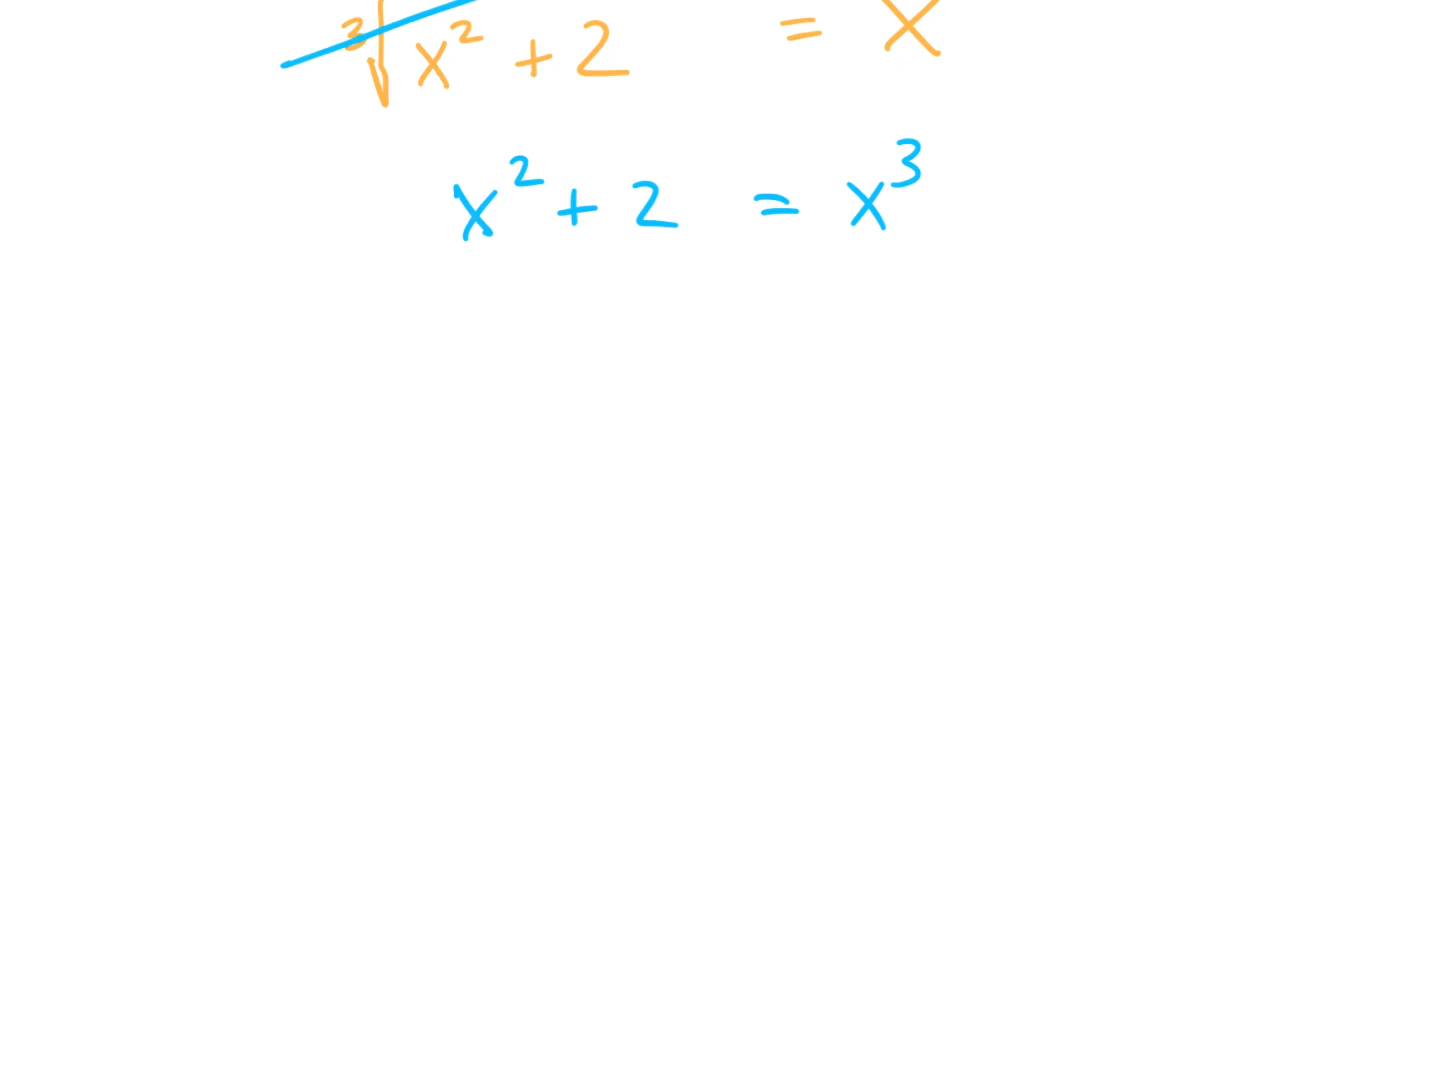 ∛x² + 2 = x
x² + 2 = x³